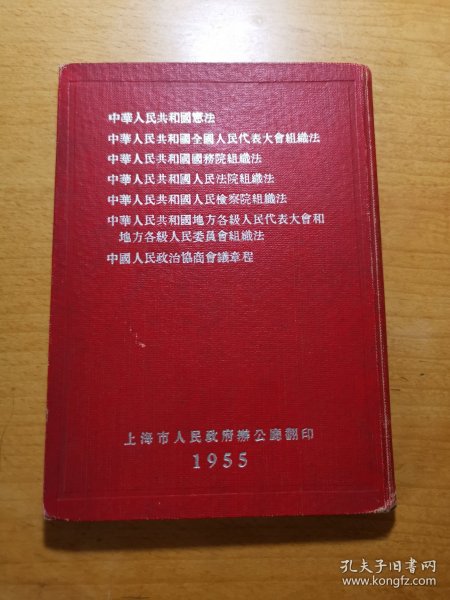 中華人民共和國憲法
中華人民共和國全國人民代表大會組織法
中華人民共和國國務院組織法
中華人民共和國人民法院組織法
中華人民共和國人民檢察院組織法
中華人民共和國地方各級人民代表大會和
地方各級人民委員會組織法
中國人民政治協商會議章程
上海市人民政府辦公廳翻印
1955
孔夫子旧书网
www.kongfz.com